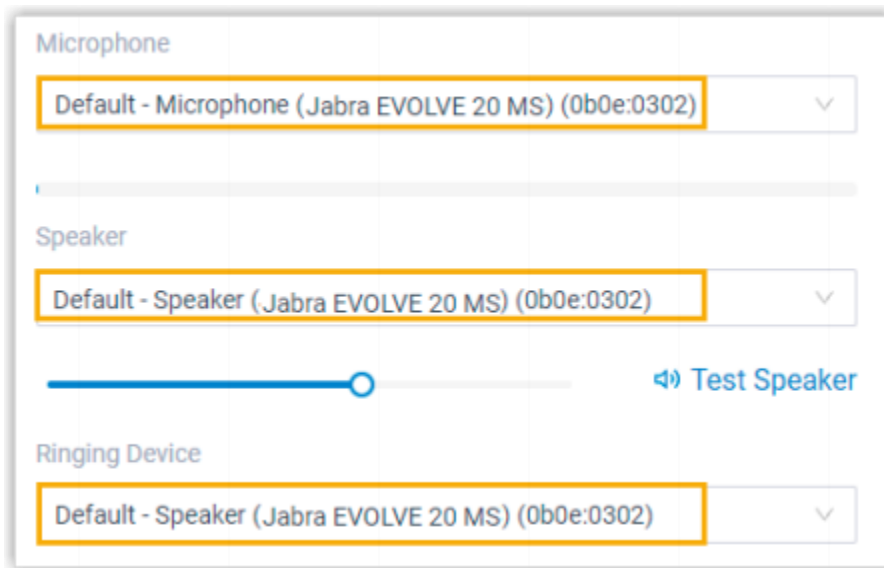 Microphone
Default - Microphone (Jabra EVOLVE 20 MS) (0b0e:0302)
Speaker
Default - Speaker (Jabra EVOLVE 20 MS) (0b0e:0302)
Test Speaker
Ringing Device
Default - Speaker (Jabra EVOLVE 20 MS) (0b0e:0302)